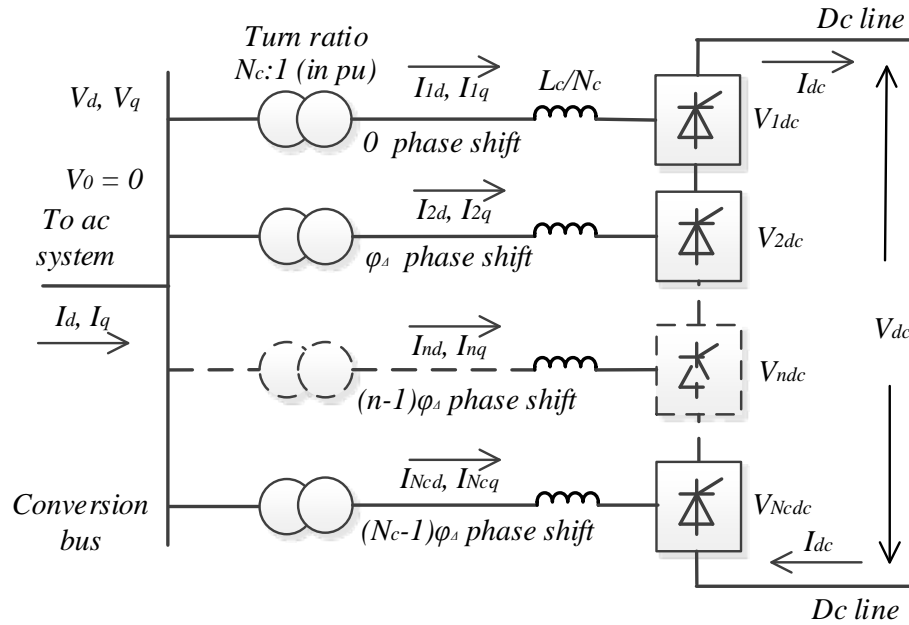 Turn ratio
Nc:1 (in pu)
Dc line
Vd, Vq
I1d, I1q
Lc/Nc
Idc
V1dc
0 phase shift
V0 = 0
To ac
system
I2d, I2q
V2dc
φΔ phase shift
Id, Iq
Ind, Inq
Vdc
Vndc
(n-1)φΔ phase shift
INcd, INcq
Conversion
bus
VNcdc
(Nc-1)φΔ phase shift
Idc
Dc line